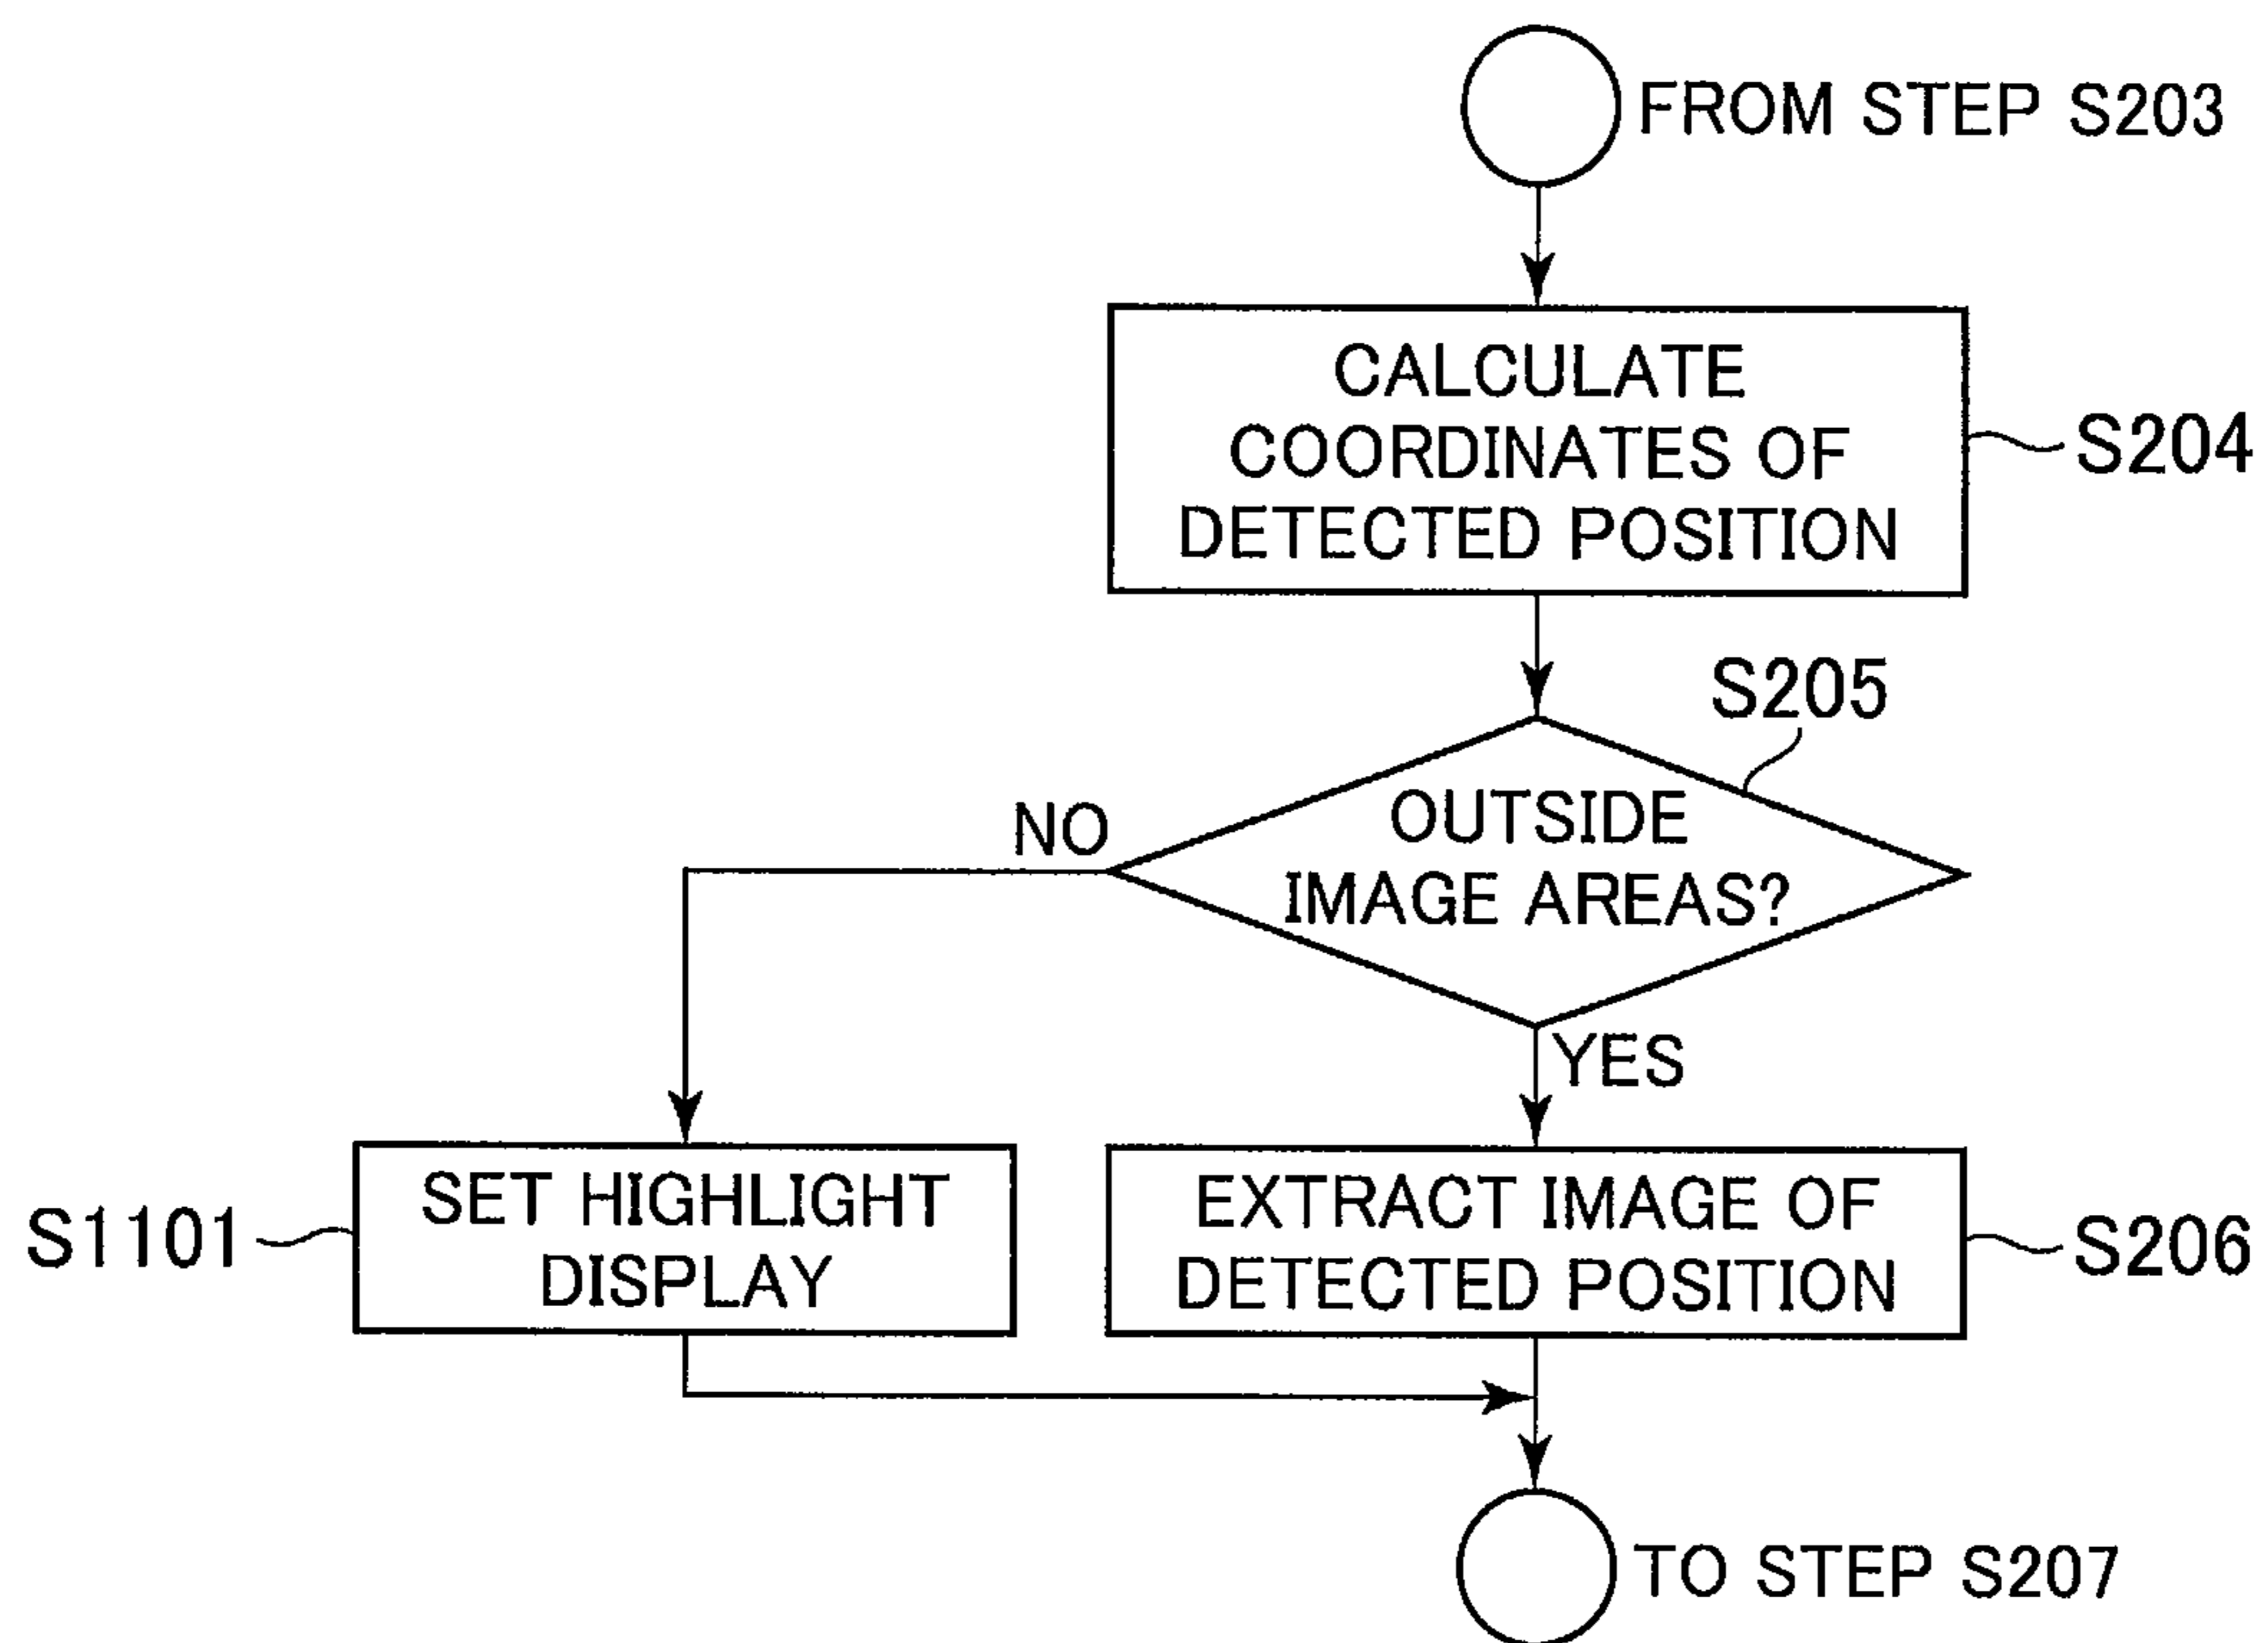 FROM STEP S203
CALCULATE
COORDINATES OF
DETECTED POSITION
S204
S205
OUTSIDE
IMAGE AREAS?
NO
YES
S1101
SET HIGHLIGHT
DISPLAY
EXTRACT IMAGE OF
DETECTED POSITION
S206
TO STEP S207